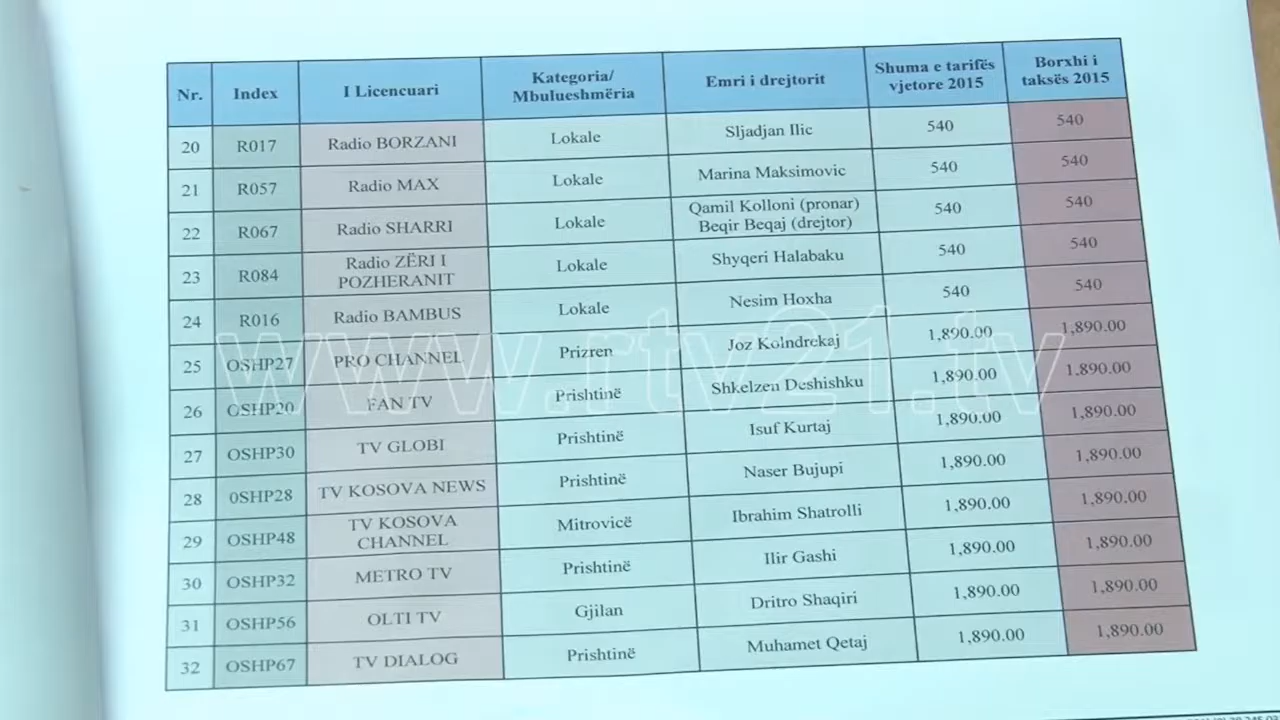 Nr. Index I Licencuari Kategoria/ Mbulueshmëria Emri i drejtorit Shuma e tarifës vjetore 2015 Borxhi i taksës 2015
20 R017 Radio BORZANI Lokale Sljadjan Ilic 540 540
21 R057 Radio MAX Lokale Marina Maksimovic 540 540
22 R067 Radio SHARRI Lokale Qamil Kolloni (pronar) Beqir Beqaj (drejtor) 540 540
23 R084 Radio ZËRI I POZHERANIT Lokale Shyqeri Halabaku 540 540
24 R016 Radio BAMBUS Lokale Nesim Hoxha 540 540
25 OSHP27 PRO CHANNEL Prizren Joz Kolndrekaj 1,890.00 1,890.00
26 OSHP20 FAN TV Prishtinë Shkelzen Deshishku 1,890.00 1.890.00
27 OSHP30 TV GLOBI Prishtinë Isuf Kurtaj 1,890.00 1,890.00
28 0SHP28 TV KOSOVA NEWS Prishtinë Naser Bujupi 1,890.00 1,890.00
29 OSHP48 TV KOSOVA CHANNEL Mitrovicë Ibrahim Shatrolli 1,890.00 1,890.00
30 OSHP32 METRO TV Prishtinë Ilir Gashi 1,890.00 1,890.00
31 OSHP56 OLTI TV Gjilan Dritro Shaqiri 1,890.00 1,890.00
32 OSHP67 TV DIALOG Prishtinë Muhamet Qetaj 1,890.00 1,890.00
www.rtv21.tv